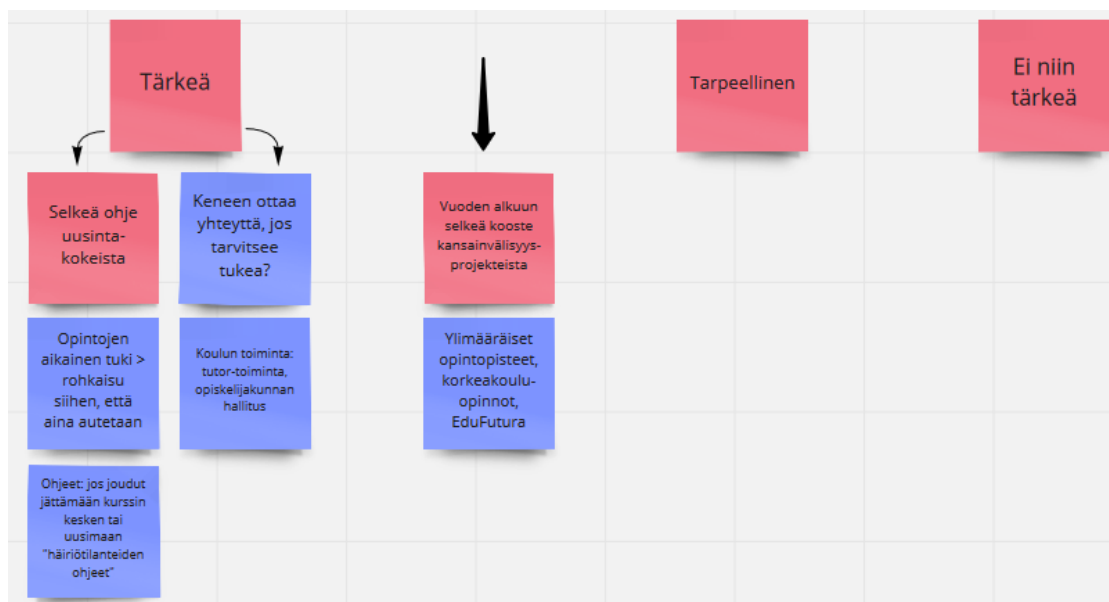 Tärkeä
Tarpeellinen
Ei niin
tärkeä
Selkeä ohje
uusinta-
kokeista
Keneen ottaa
yhteyttä, jos
tarvitsee
tukea?
Vuoden alkuun
selkeä kooste
kansainvälisyys-
projekteista
Opintojen
aikainen tuki >
rohkaisu
siihen, että
aina autetaan
Koulun toiminta:
tutor-toiminta,
opiskelijakunnan
hallitus
Ylimääräiset
opintopisteet,
korkeakoulu-
opinnot,
EduFutura
Ohjeet: jos joudut
jättämään kurssin
kesken tai
uusimaan
"häiriötilanteiden
ohjeet"